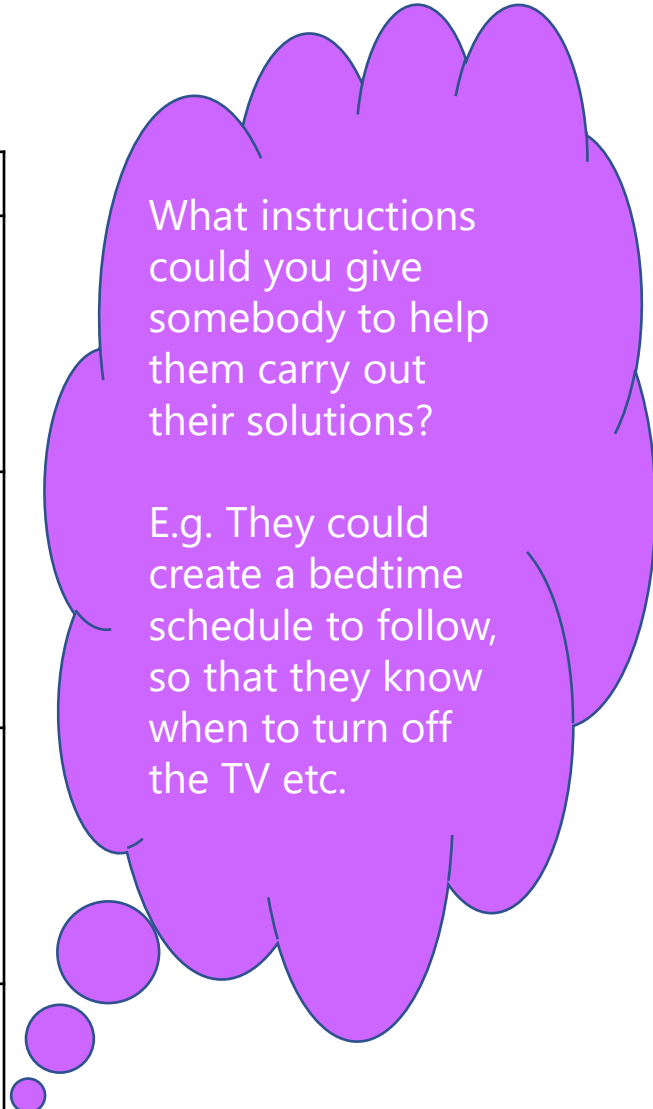 What instructions
could you give
somebody to help
them carry out
their solutions?
E.g. They could
create a bedtime
schedule to follow,
so that they know
when to turn off
the TV etc.